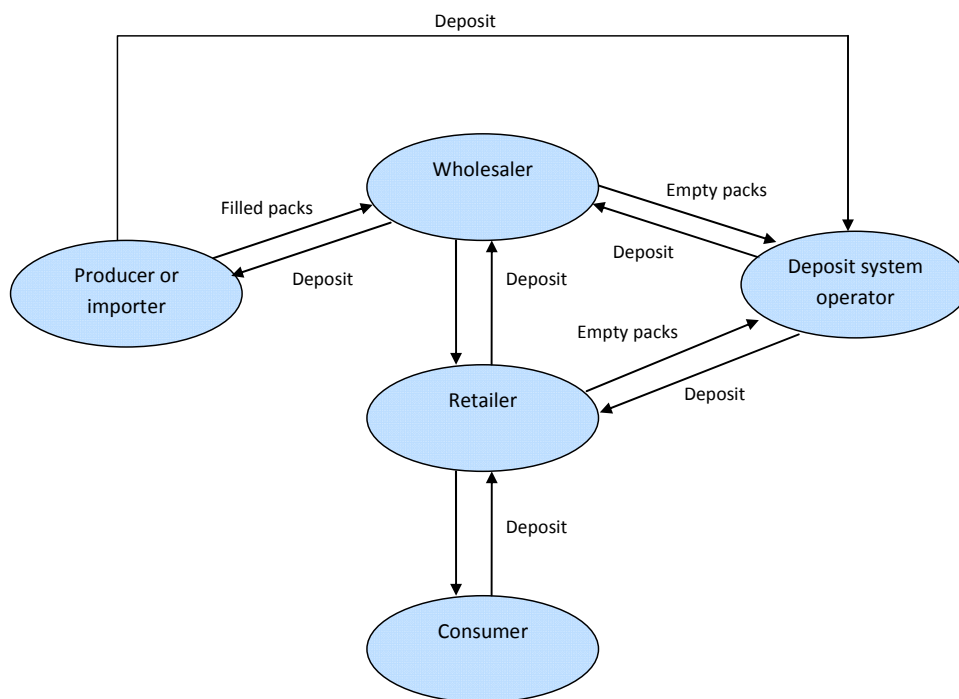 Deposit
Wholesaler
Empty packs
Filled packs
Deposit
Producer or
importer
Deposit
Deposit
Deposit system
operator
Empty packs
Retailer
Deposit
Deposit
Consumer